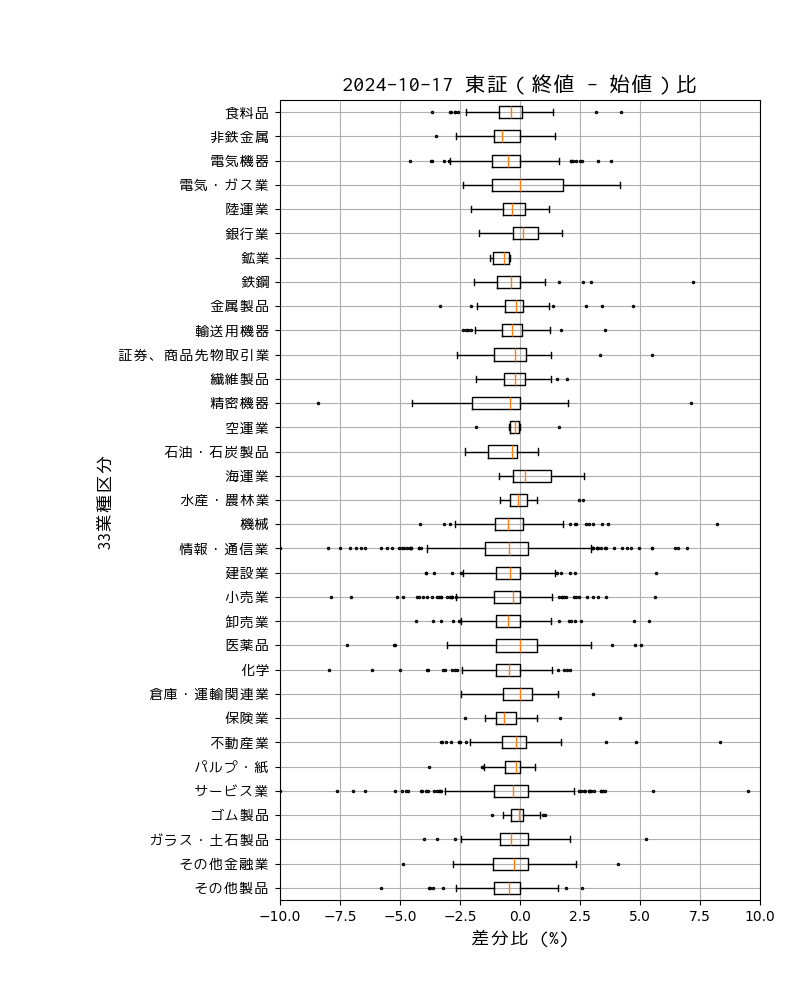 2024-10-17 東証 ( 終値 - 始値 ) 比
食料品
非鉄金属
電気機器
電気・ガス業
陸運業
銀行業
鉱業
鉄鋼
金属製品
輸送用機器
証券、商品先物取引業
繊維製品
精密機器
空運業
石油・石炭製品
海運業
水産・農林業
機械
情報・通信業
建設業
小売業
卸売業
医薬品
化学
倉庫・運輸関連業
保険業
不動産業
パルプ・紙
サービス業
ゴム製品
ガラス・土石製品
その他金融業
その他製品
33業種区分
−10.0 −7.5 −5.0 −2.5 0.0 2.5 5.0 7.5 10.0
差分比 (%)